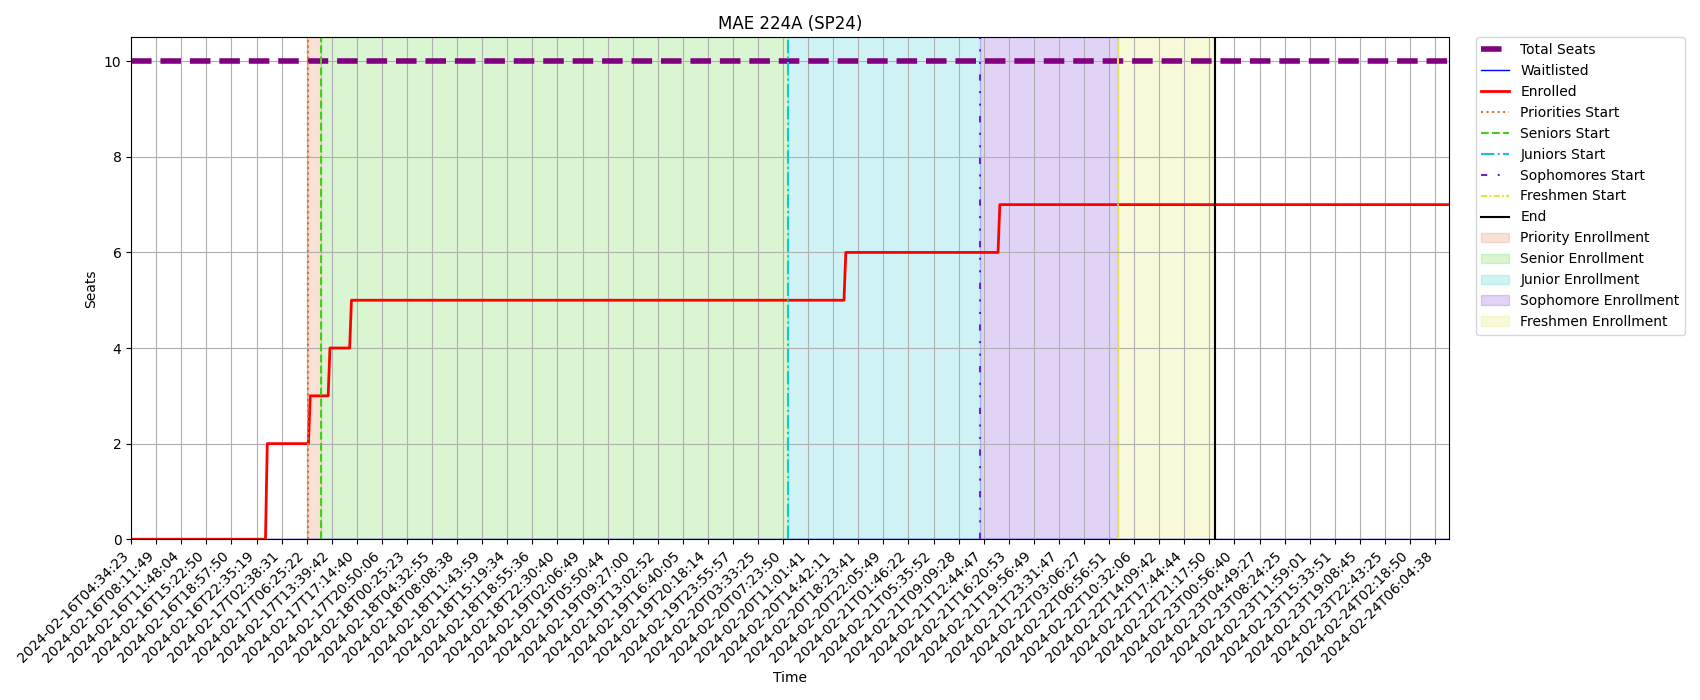 MAE 224A (SP24)
10
8
6
4
2
0
Seats
2024-02-16T04:34:23
2024-02-16T08:11:49
2024-02-16T11:48:04
2024-02-16T15:22:50
2024-02-16T18:57:50
2024-02-16T22:35:19
2024-02-17T02:38:31
2024-02-17T06:25:22
2024-02-17T13:39:42
2024-02-17T17:14:40
2024-02-17T20:50:06
2024-02-18T00:25:23
2024-02-18T04:32:55
2024-02-18T08:08:38
2024-02-18T11:43:59
2024-02-18T15:19:34
2024-02-18T18:55:36
2024-02-18T22:30:40
2024-02-19T02:06:49
2024-02-19T05:50:44
2024-02-19T09:27:00
2024-02-19T13:02:52
2024-02-19T16:40:05
2024-02-19T20:18:14
2024-02-19T23:55:57
2024-02-20T03:33:25
2024-02-20T07:23:50
2024-02-20T11:01:41
2024-02-20T14:42:11
2024-02-20T18:23:41
2024-02-20T22:05:49
2024-02-21T01:46:22
2024-02-21T05:35:52
2024-02-21T09:09:28
2024-02-21T12:44:47
2024-02-21T16:20:53
2024-02-21T19:56:49
2024-02-21T23:31:47
2024-02-22T03:06:27
2024-02-22T06:56:51
2024-02-22T10:32:06
2024-02-22T14:09:42
2024-02-22T17:44:44
2024-02-22T21:17:50
2024-02-23T00:56:40
2024-02-23T04:49:27
2024-02-23T08:24:25
2024-02-23T11:59:01
2024-02-23T15:33:51
2024-02-23T19:08:45
2024-02-23T22:43:25
2024-02-24T02:18:50
2024-02-24T06:04:38
Time
Total Seats
Waitlisted
Enrolled
Priorities Start
Seniors Start
Juniors Start
Sophomores Start
Freshmen Start
End
Priority Enrollment
Senior Enrollment
Junior Enrollment
Sophomore Enrollment
Freshmen Enrollment